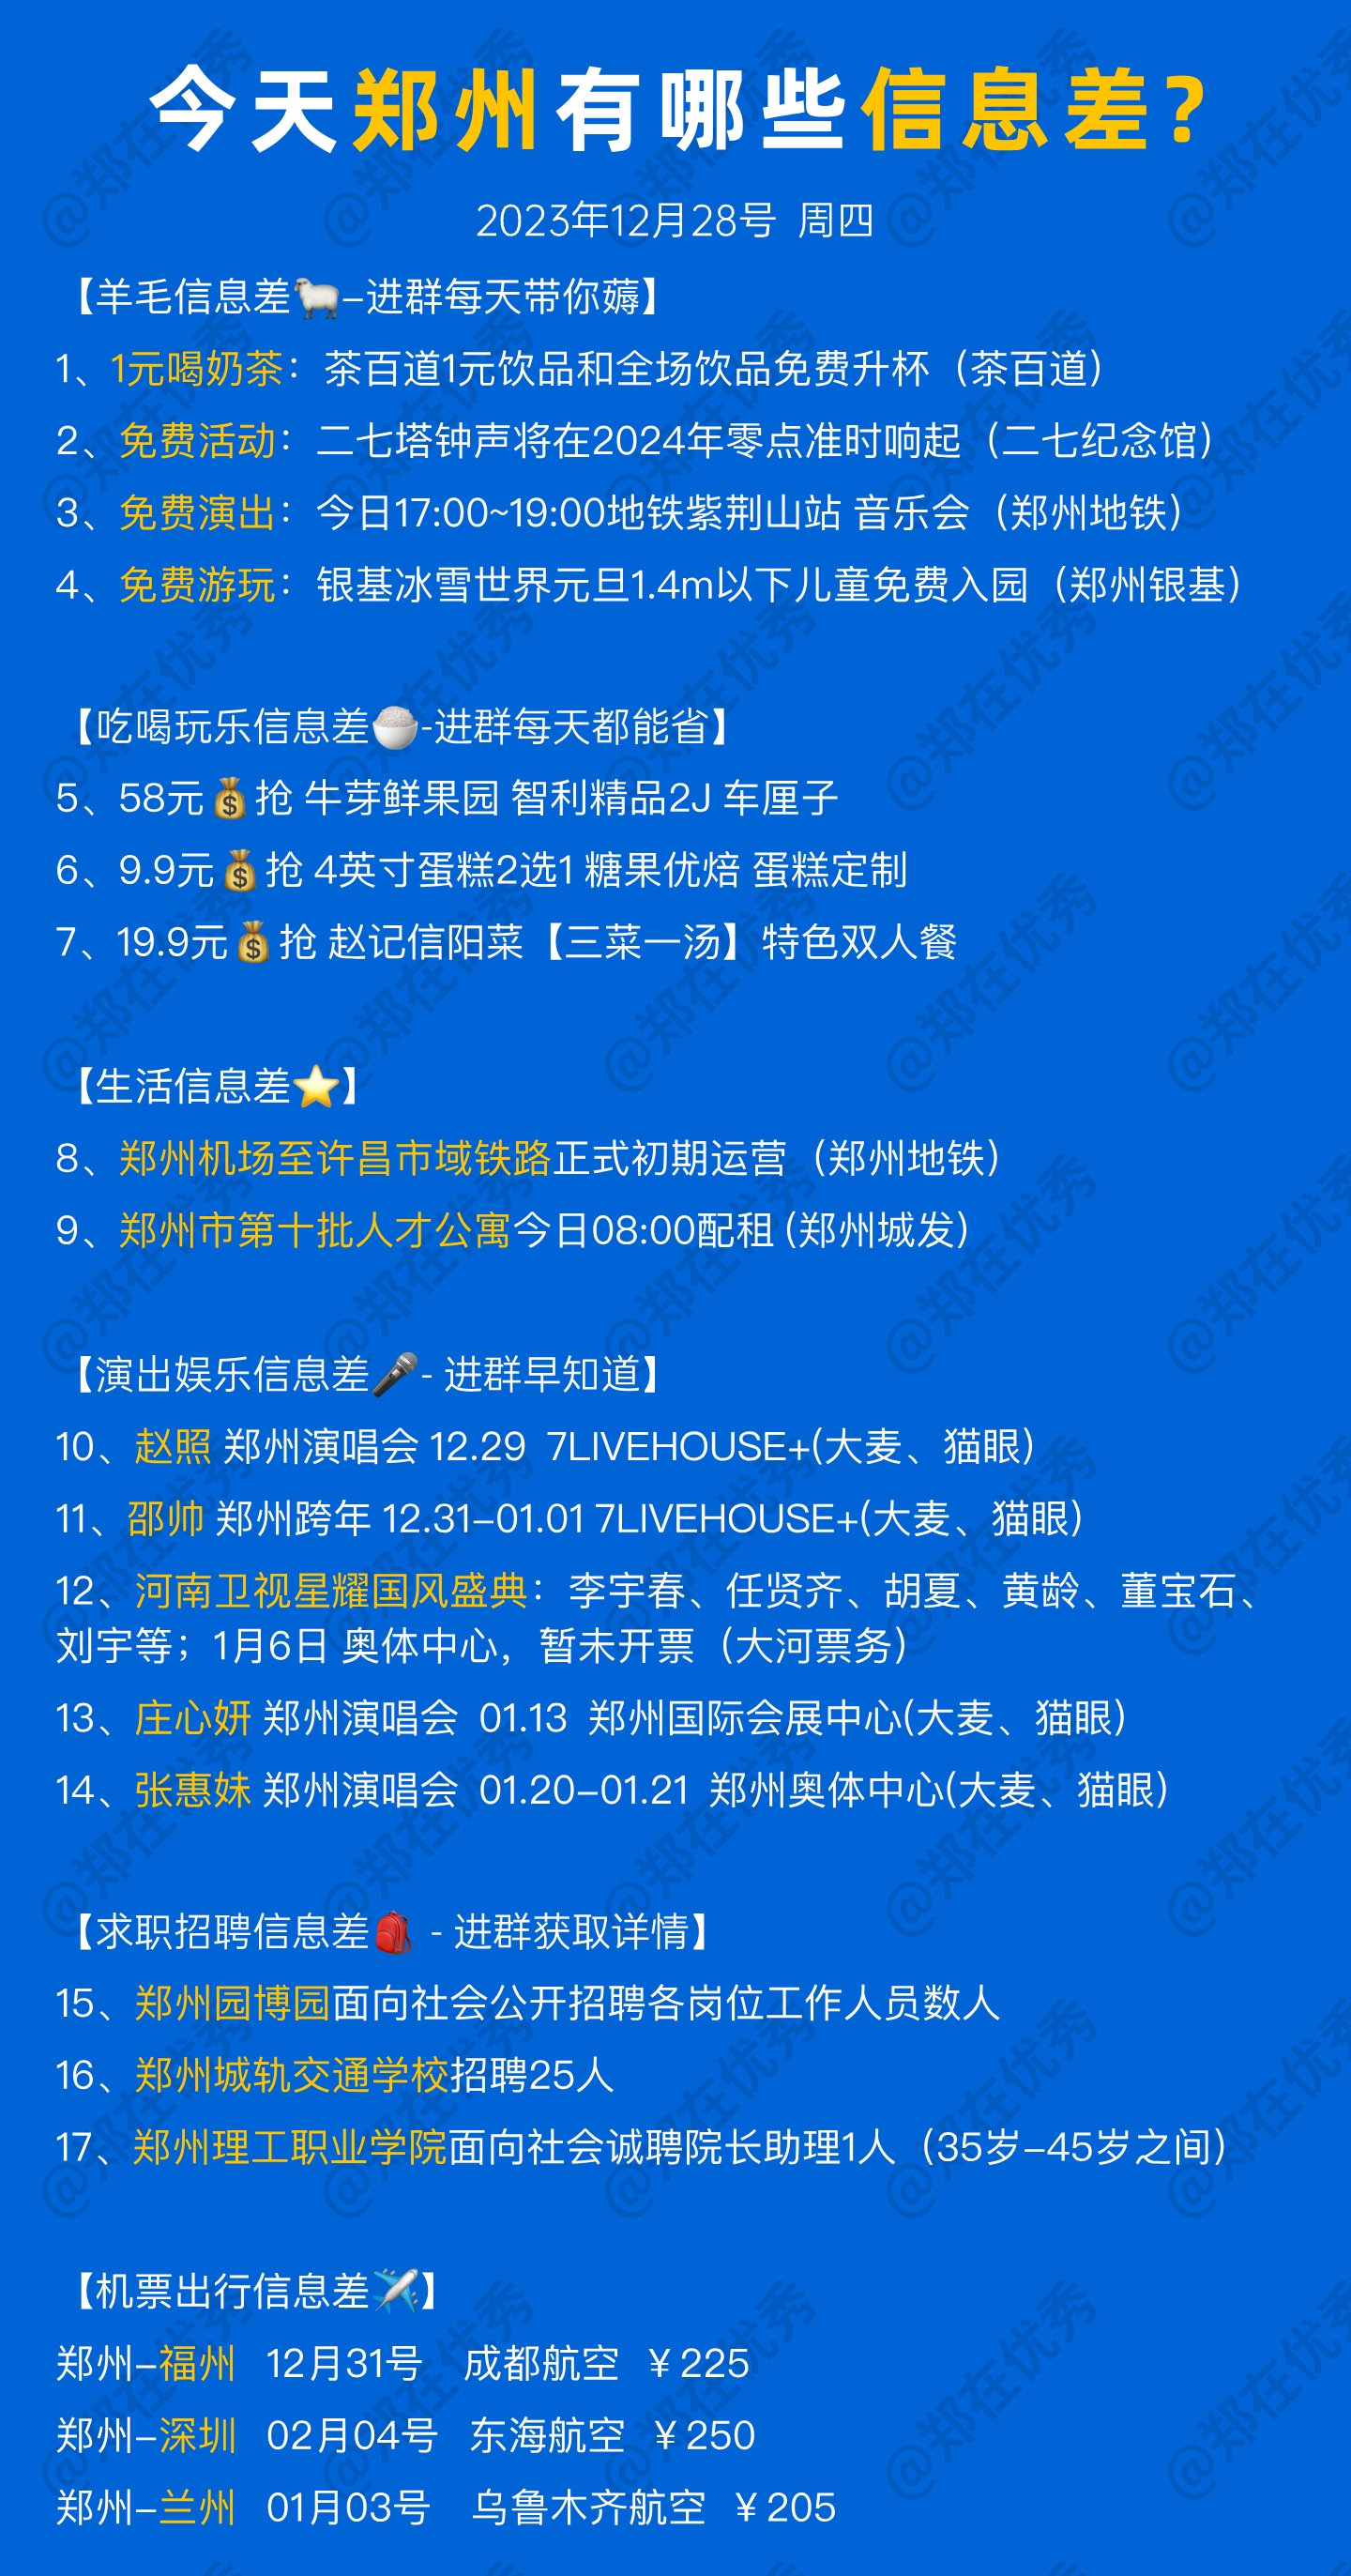 今天郑州有哪些信息差?
2023年12月28号 周四
【羊毛信息差🐑–进群每天带你薅】
1、1元喝奶茶：茶百道1元饮品和全场饮品免费升杯（茶百道）
2、免费活动：二七塔钟声将在2024年零点准时响起（二七纪念馆）
3、免费演出：今日17:00~19:00地铁紫荆山站 音乐会（郑州地铁）
4、免费游玩：银基冰雪世界元旦1.4m以下儿童免费入园（郑州银基）
【吃喝玩乐信息差🍚-进群每天都能省】
5、58元💰抢 牛芽鲜果园 智利精品2J 车厘子
6、9.9元💰抢 4英寸蛋糕2选1 糖果优焙 蛋糕定制
7、19.9元💰抢 赵记信阳菜【三菜一汤】特色双人餐
【生活信息差⭐】
8、郑州机场至许昌市域铁路正式初期运营（郑州地铁）
9、郑州市第十批人才公寓今日08:00配租 (郑州城发）
【演出娱乐信息差🎤- 进群早知道】
10、赵照 郑州演唱会 12.29 7LIVEHOUSE+(大麦、猫眼）
11、邵帅 郑州跨年 12.31–01.01 7LIVEHOUSE+(大麦、猫眼）
12、河南卫视星耀国风盛典：李宇春、任贤齐、胡夏、黄龄、董宝石、
刘宇等；1月6日 奥体中心，暂未开票（大河票务）
13、庄心妍 郑州演唱会 01.13 郑州国际会展中心(大麦、猫眼）
14、张惠妹 郑州演唱会 01.20–01.21 郑州奥体中心(大麦、猫眼）
【求职招聘信息差🎒 - 进群获取详情】
15、郑州园博园面向社会公开招聘各岗位工作人员数人
16、郑州城轨交通学校招聘25人
17、郑州理工职业学院面向社会诚聘院长助理1人（35岁–45岁之间）
【机票出行信息差✈️】
郑州–福州 12月31号 成都航空 ￥225
郑州–深圳 02月04号 东海航空 ￥250
郑州–兰州 01月03号 乌鲁木齐航空 ￥205
@郑在优秀